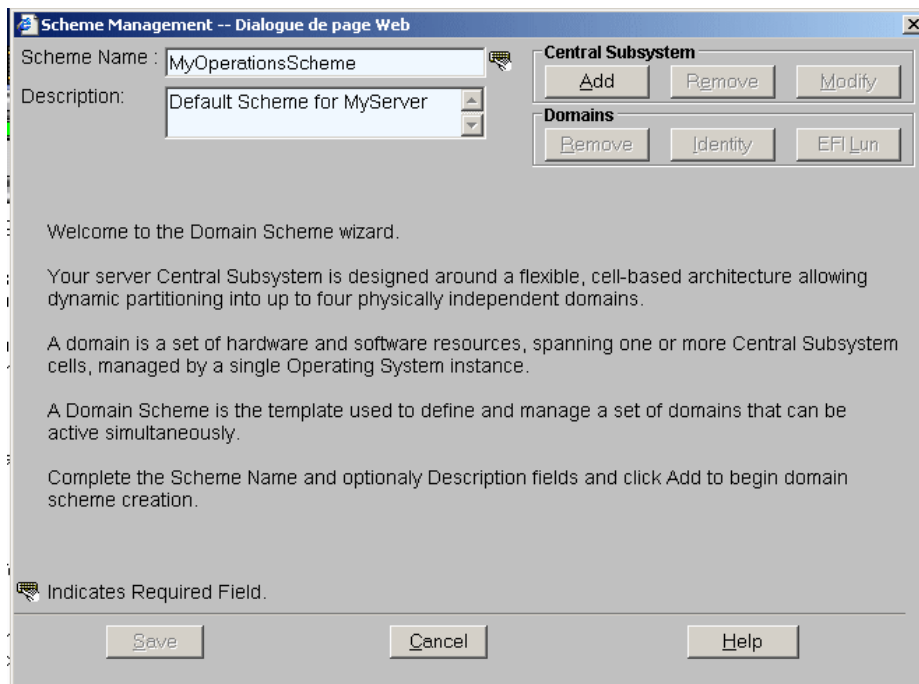 Scheme Management -- Dialogue de page Web
Scheme Name :
MyOperationsScheme
Description:
Default Scheme for MyServer
Central Subsystem
Add
Remove
Modify
Domains
Remove
Identity
EFI Lun
Welcome to the Domain Scheme wizard.
Your server Central Subsystem is designed around a flexible, cell-based architecture allowing
dynamic partitioning into up to four physically independent domains.
A domain is a set of hardware and software resources, spanning one or more Central Subsystem
cells, managed by a single Operating System instance.
A Domain Scheme is the template used to define and manage a set of domains that can be
active simultaneously.
Complete the Scheme Name and optionaly Description fields and click Add to begin domain
scheme creation.
Indicates Required Field.
Save
Cancel
Help